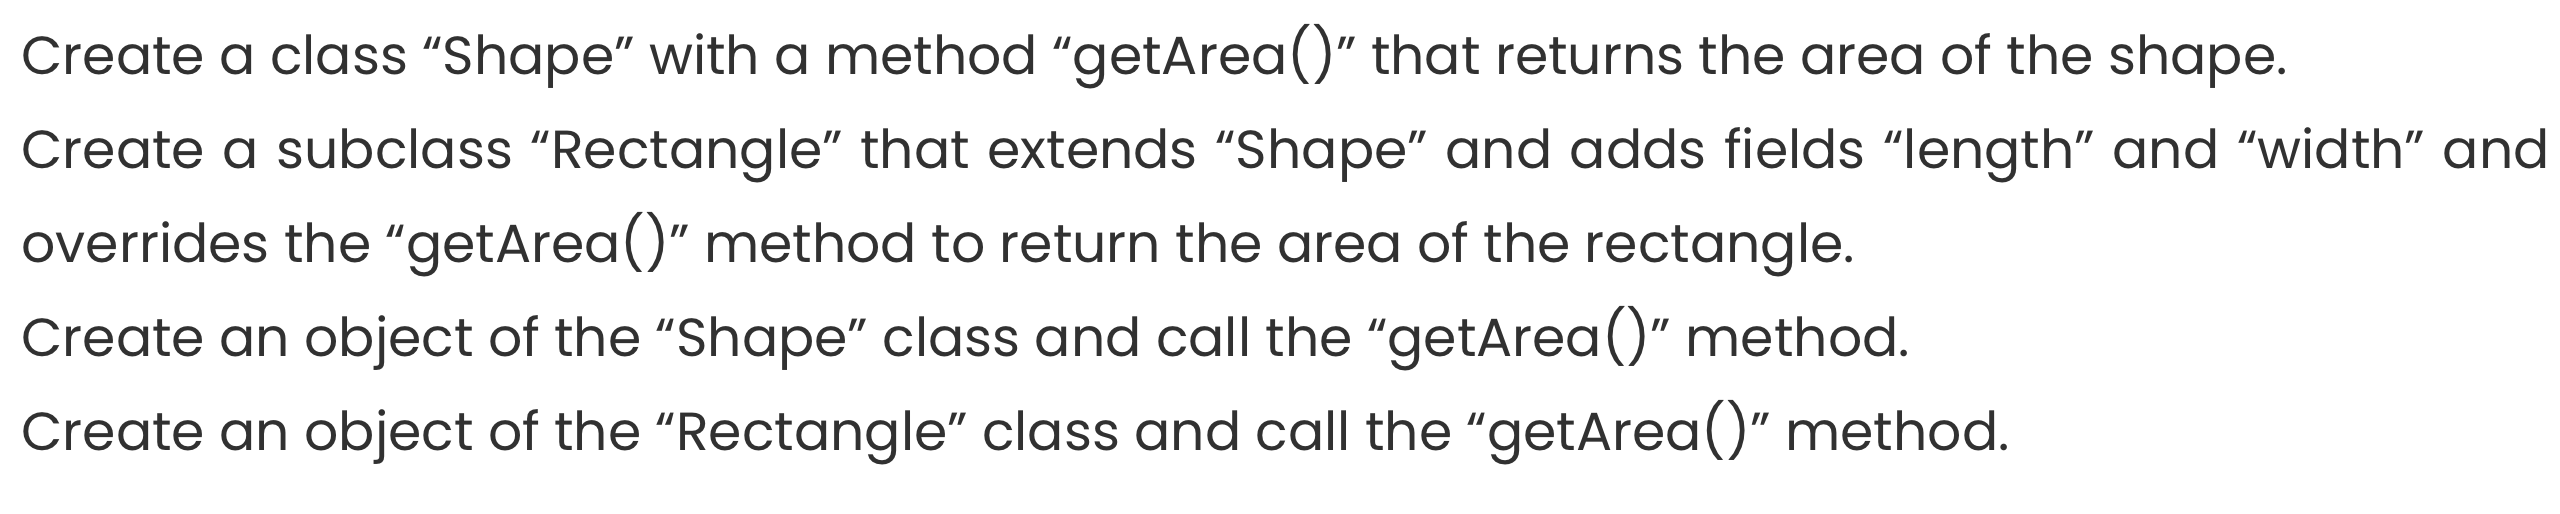 Create a class “Shape” with a method “getArea()” that returns the area of the shape.
Create a subclass “Rectangle” that extends “Shape” and adds fields “length” and “width” and
overrides the “getArea()” method to return the area of the rectangle.
Create an object of the “Shape” class and call the “getArea()” method.
Create an object of the “Rectangle” class and call the “getArea()” method.